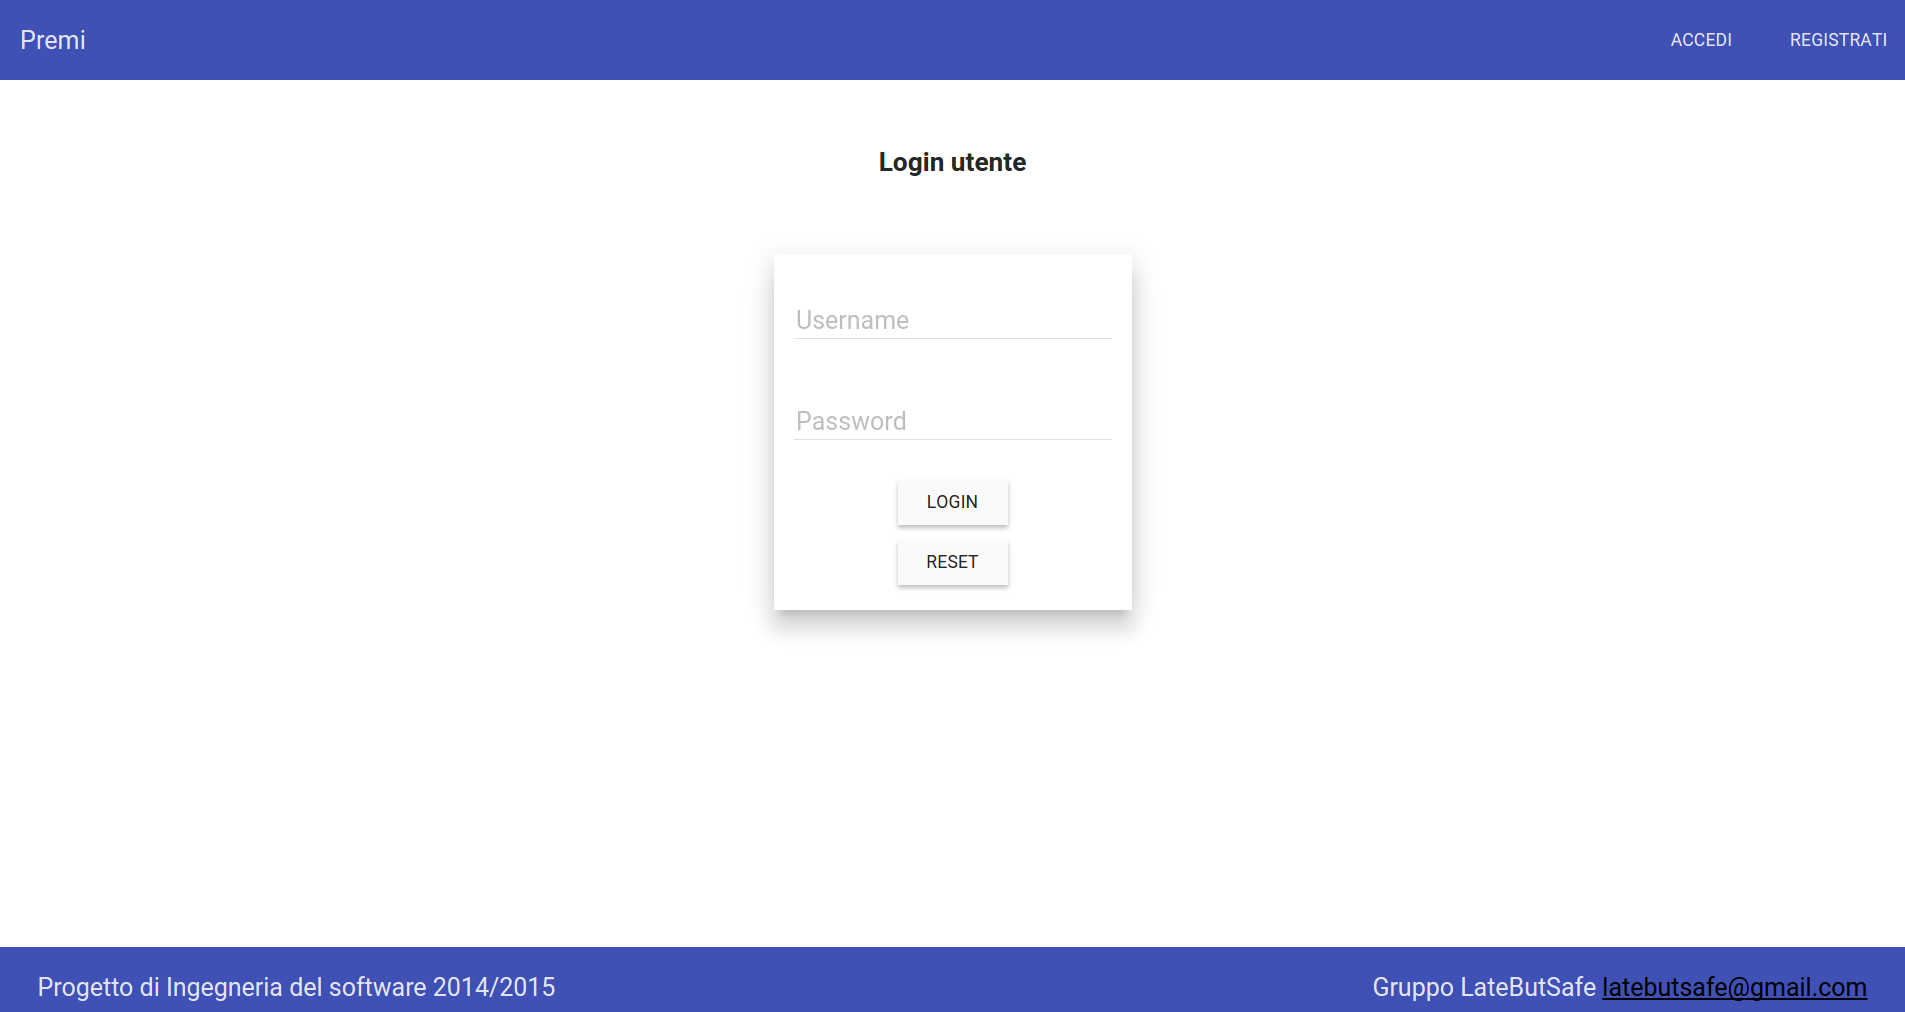 Premi
ACCEDI
REGISTRATI
Login utente
Username
Password
LOGIN
RESET
Progetto di Ingegneria del software 2014/2015
Gruppo LateButSafe latebutsafe@gmail.com